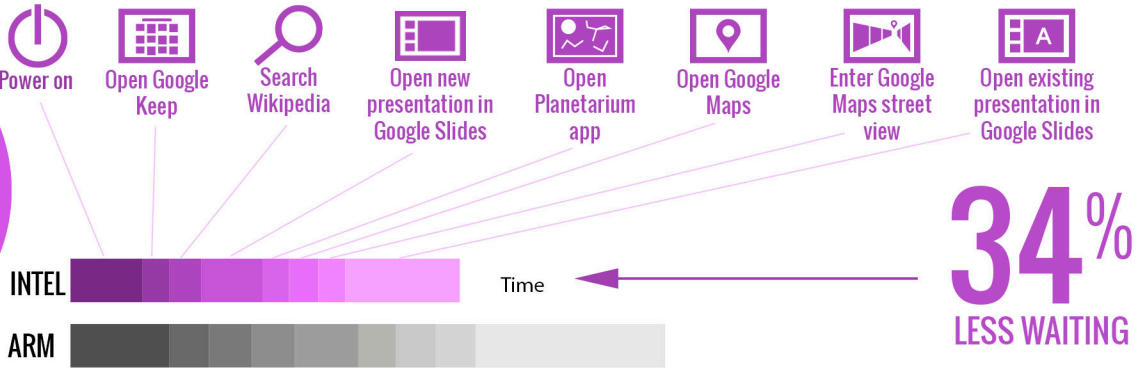 Power on
Open Google
Keep
Search
Wikipedia
Open new
presentation in
Google Slides
Open
Planetarium
app
Open Google
Maps
Enter Google
Maps street
view
A
Open existing
presentation in
Google Slides
34%
LESS WAITING
INTEL
Time
ARM